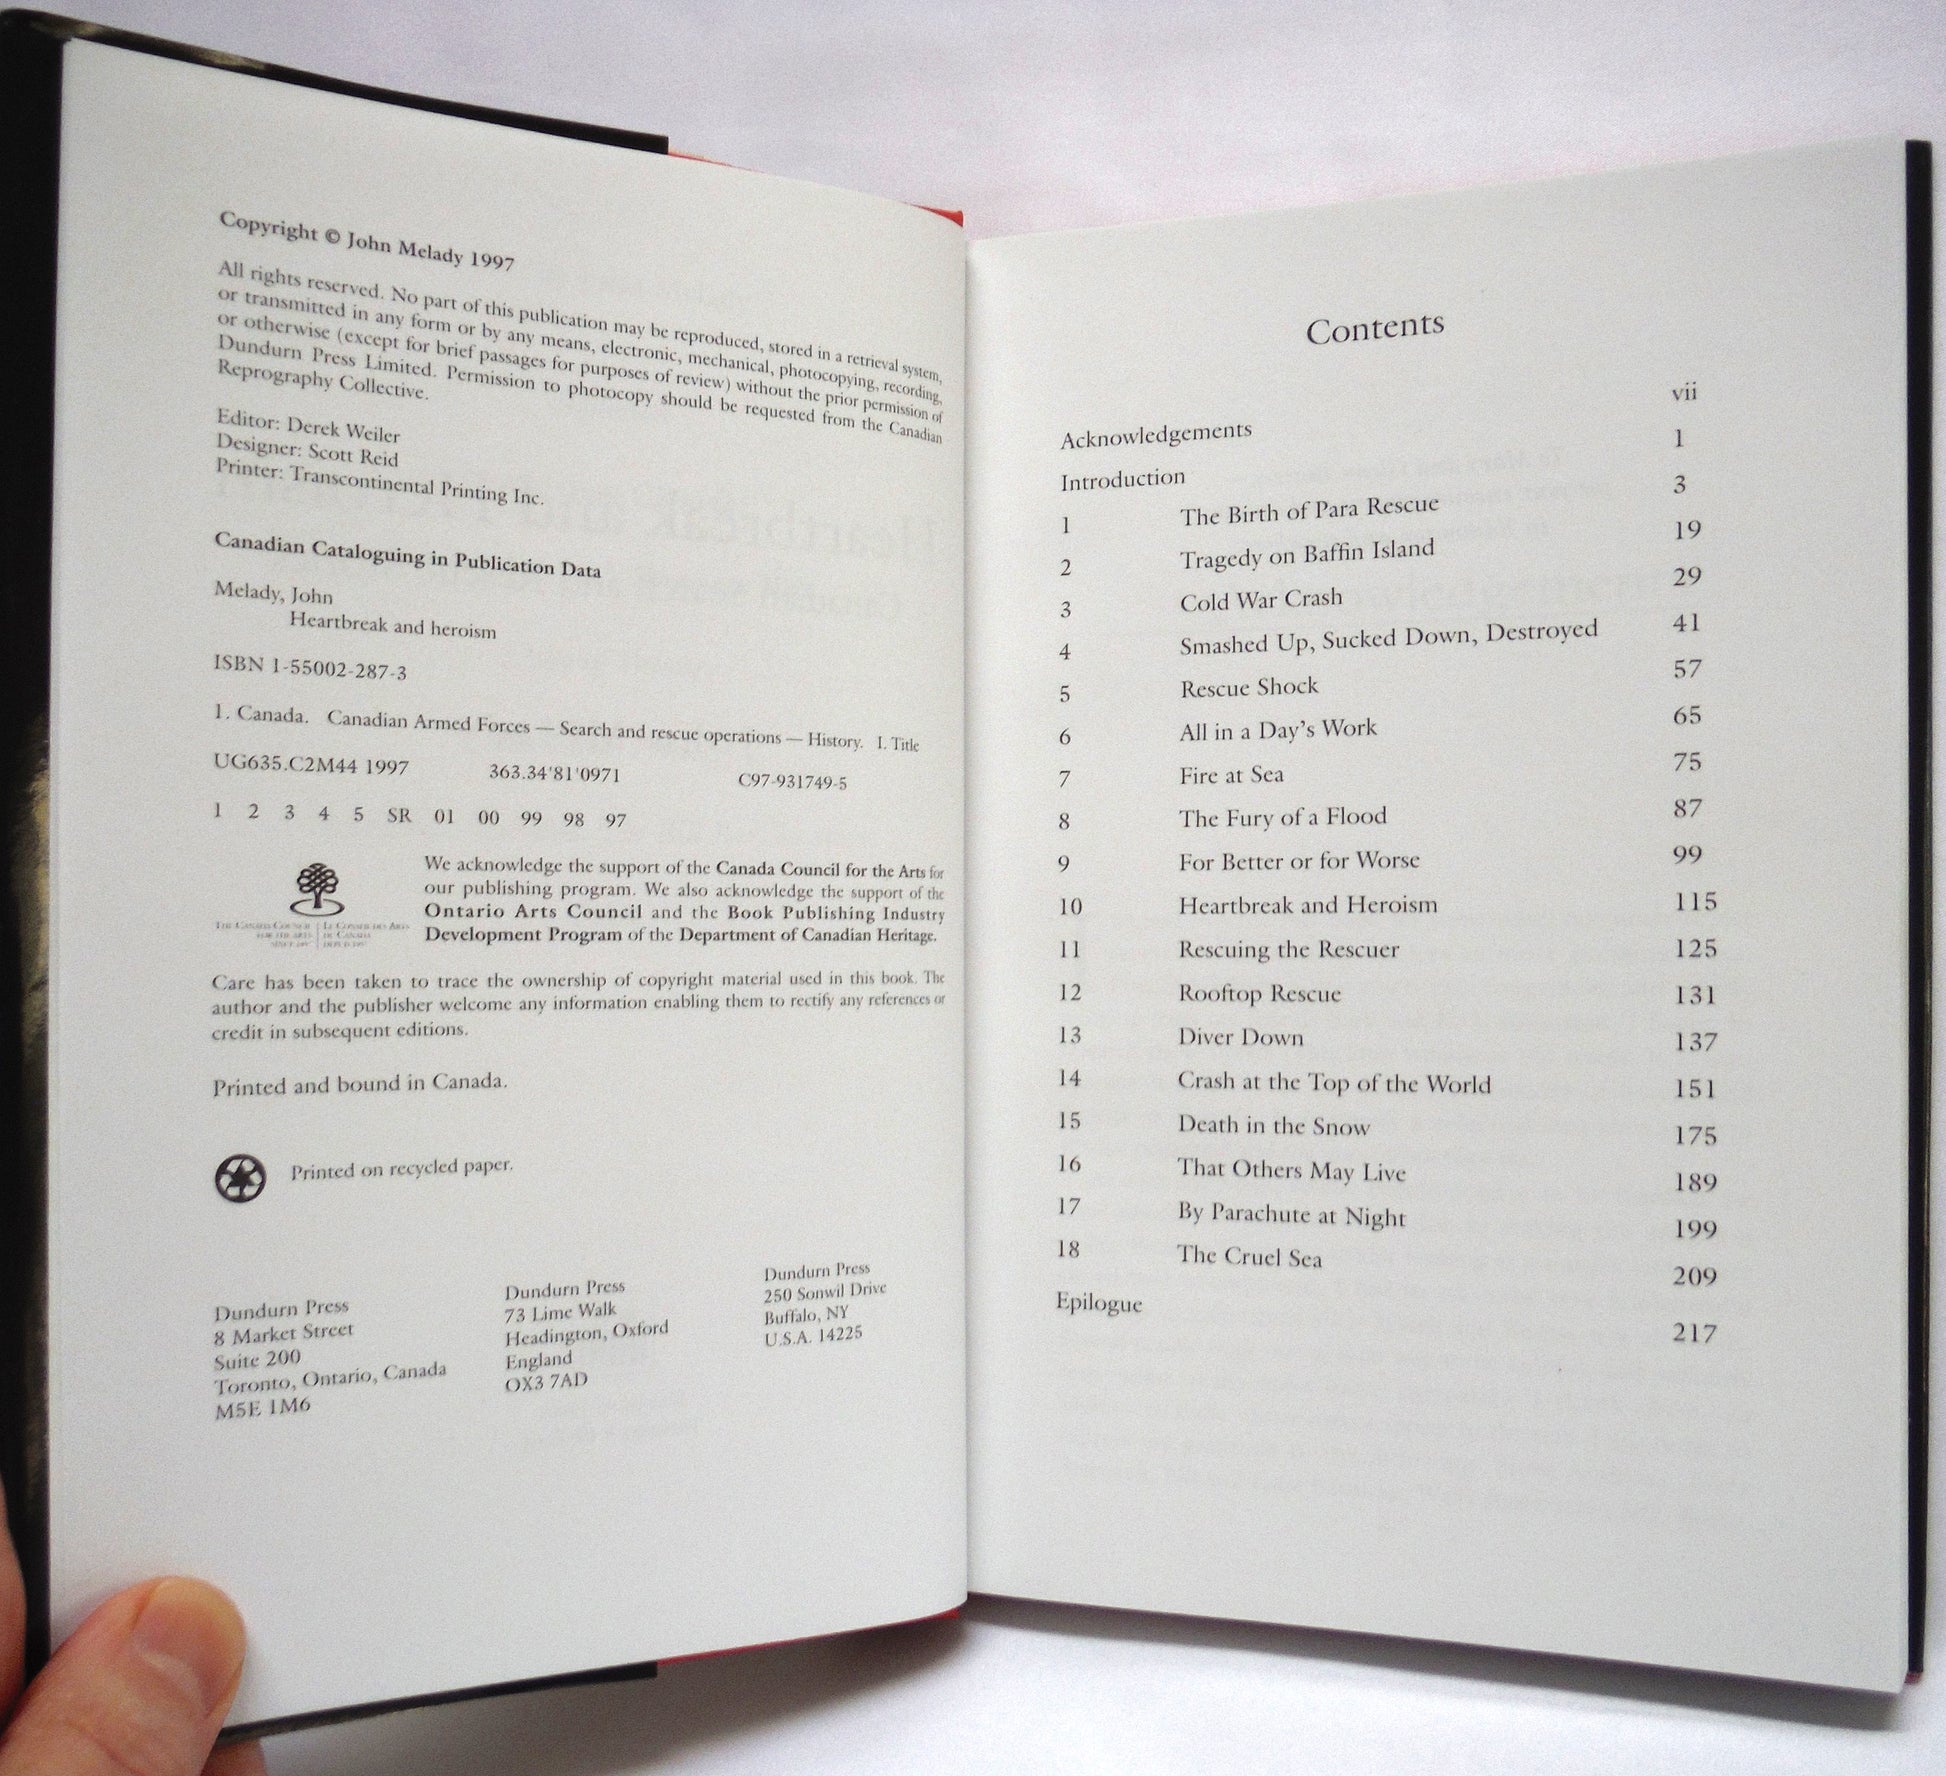 Copyright © John Melady 1997
All rights reserved. No part of this publication may be reproduced, stored in a retrieval system,
or transmitted in any form or by any means, electronic, mechanical, photocopying, recording,
or otherwise (except for brief passages for purposes of review) without the prior permission of
Dundurn Press Limited. Permission to photocopy should be requested from the Canadian
Reprography Collective.
Editor: Derek Weiler
Designer: Scott Reid
Printer: Transcontinental Printing Inc.
Canadian Cataloguing in Publication Data
Melady, John
Heartbreak and heroism
ISBN 1-55002-287-3
1. Canada. Canadian Armed Forces — Search and rescue operations — History. I. Title
UG635.C2M44 1997 363.34'81'0971 C97-931749-5
1 2 3 4 5 SR 01 00 99 98 97
THE CANADA COUNCIL LE CONSEIL DES ARTS
FOR THE ARTS DU CANADA
We acknowledge the support of the Canada Council for the Arts for
our publishing program. We also acknowledge the support of the
Ontario Arts Council and the Book Publishing Industry
Development Program of the Department of Canadian Heritage.
Care has been taken to trace the ownership of copyright material used in this book. The
author and the publisher welcome any information enabling them to rectify any references or
credit in subsequent editions.
Printed and bound in Canada.
Printed on recycled paper.
Dundurn Press
8 Market Street
Suite 200
Toronto, Ontario, Canada
M5E 1M6
Dundurn Press
73 Lime Walk
Headington, Oxford
England
OX3 7AD
Dundurn Press
250 Sonwil Drive
Buffalo, NY
U.S.A. 14225
Contents
Acknowledgements vii
Introduction 1
1 The Birth of Para Rescue 3
2 Tragedy on Baffin Island 19
3 Cold War Crash 29
4 Smashed Up, Sucked Down, Destroyed 41
5 Rescue Shock 57
6 All in a Day's Work 65
7 Fire at Sea 75
8 The Fury of a Flood 87
9 For Better or for Worse 99
10 Heartbreak and Heroism 115
11 Rescuing the Rescuer 125
12 Rooftop Rescue 131
13 Diver Down 137
14 Crash at the Top of the World 151
15 Death in the Snow 175
16 That Others May Live 189
17 By Parachute at Night 199
18 The Cruel Sea 209
Epilogue 217